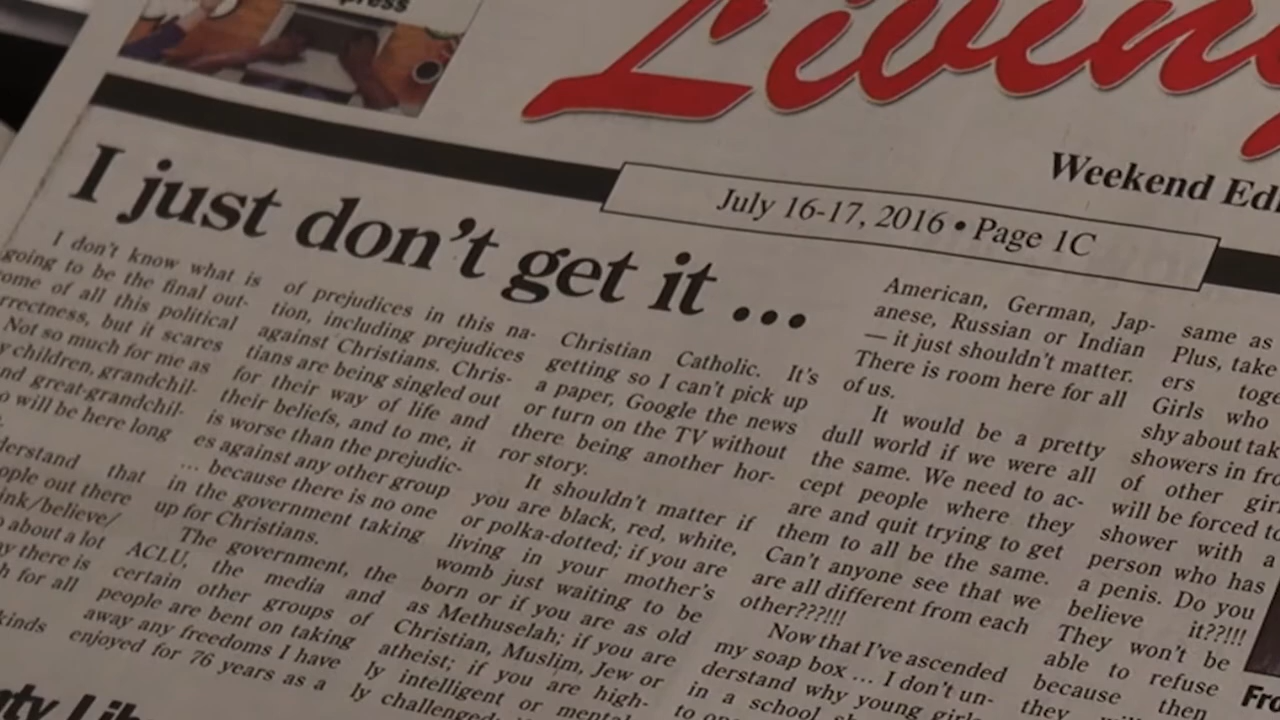 press
Living
Weekend Edi
July 16-17, 2016 • Page 1C
I just don't get it ...
I don't know what is
going to be the final out-
ome of all this political
rrectness, but it scares
Not so much for me as
y children, grandchil-
nd great-grandchil-
o will be here long
derstand that
ople out there
ink/believe/
o about a lot
ay there is
h for all
kinds
of prejudices in this na-
tion, including prejudices
against Christians. Chris-
tians are being singled out
for their way of life and
their beliefs, and to me, it
is worse than the prejudic-
es against any other group
... because there is no one
in the government taking
up for Christians.
The government, the
ACLU, the media and
certain other groups of
people are bent on taking
away any freedoms I have
enjoyed for 76 years as a
Christian Catholic. It's
getting so I can't pick up
a paper, Google the news
or turn on the TV without
there being another hor-
ror story.
It shouldn't matter if
you are black, red, white,
or polka-dotted; if you are
living in your mother's
womb just waiting to be
born or if you are as old
as Methuselah; if you are
Christian, Muslim, Jew or
atheist; if you are high-
ly intelligent or mental-
ly challenged;
American, German, Jap-
anese, Russian or Indian
— it just shouldn't matter.
There is room here for all
of us.
It would be a pretty
dull world if we were all
the same. We need to ac-
cept people where they
are and quit trying to get
them to all be the same.
Can't anyone see that we
are all different from each
other???!!!
Now that I've ascended
my soap box ... I don't un-
derstand why young girls
in a school
same as
Plus, take
ers toge
Girls who
shy about tak
showers in fro
of other gir
will be forced to
shower with a
person who has
a penis. Do you
believe it??!!!
They won't be
able to refuse
because then
they
Fro
ty Lib